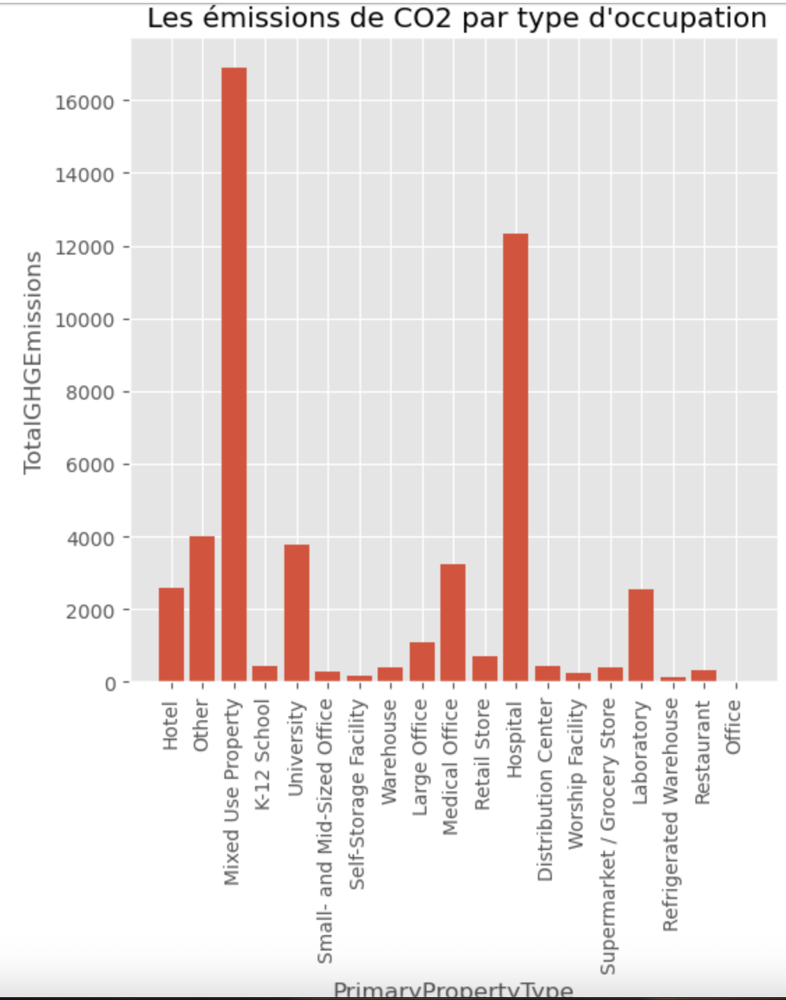 Les émissions de CO2 par type d'occupation
TotalGHGEmissions
16000
14000
12000
10000
8000
6000
4000
2000
0
Hotel
Other
Mixed Use Property
K-12 School
University
Small- and Mid-Sized Office
Self-Storage Facility
Warehouse
Large Office
Medical Office
Retail Store
Hospital
Distribution Center
Worship Facility
Supermarket / Grocery Store
Laboratory
Refrigerated Warehouse
Restaurant
Office
PrimaryPropertyType